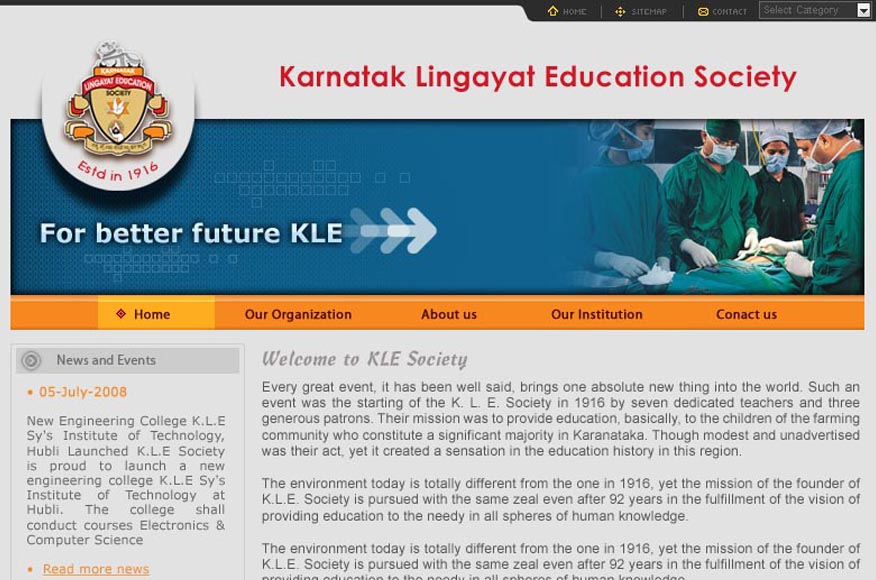 HOME
SITEMAP
CONTACT
Select Category
KARNATAK
LINGAYAT EDUCATION
SOCIETY
Estd in 1916
Karnatak Lingayat Education Society
For better future KLE
Home
Our Organization
About us
Our Institution
Conact us
News and Events
• 05-July-2008
New Engineering College K.L.E
Sy's Institute of Technology,
Hubli Launched K.L.E Society
is proud to launch a new
engineering college K.L.E Sy's
Institute of Technology at
Hubli. The college shall
conduct courses Electronics &
Computer Science
• Read more news
Welcome to KLE Society
Every great event, it has been well said, brings one absolute new thing into the world. Such an
event was the starting of the K. L. E. Society in 1916 by seven dedicated teachers and three
generous patrons. Their mission was to provide education, basically, to the children of the farming
community who constitute a significant majority in Karanataka. Though modest and unadvertised
was their act, yet it created a sensation in the education history in this region.
The environment today is totally different from the one in 1916, yet the mission of the founder of
K.L.E. Society is pursued with the same zeal even after 92 years in the fulfillment of the vision of
providing education to the needy in all spheres of human knowledge.
The environment today is totally different from the one in 1916, yet the mission of the founder of
K.L.E. Society is pursued with the same zeal even after 92 years in the fulfillment of the vision of
providing education to the needy in all spheres of human knowledge